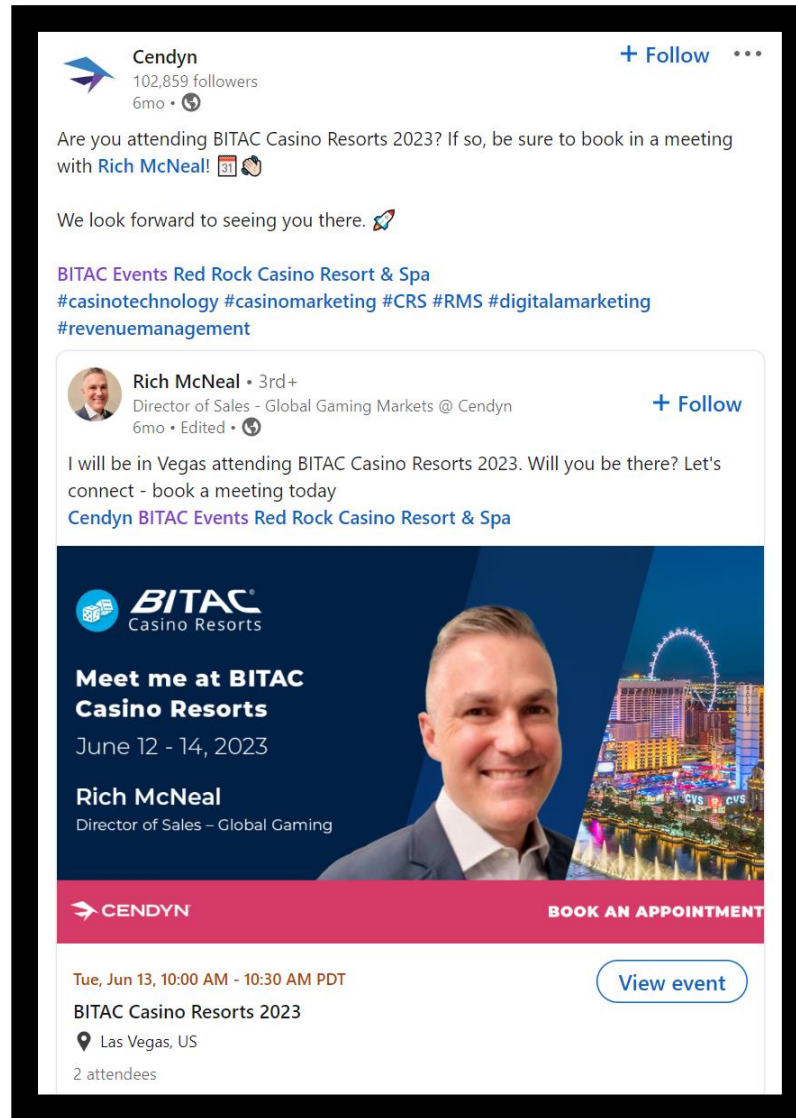 Cendyn
+ Follow
102,859 followers
6mo •
Are you attending BITAC Casino Resorts 2023? If so, be sure to book in a meeting
with Rich McNeal! 31
We look forward to seeing you there.
BITAC Events Red Rock Casino Resort & Spa
#casinotechnology #casinomarketing #CRS #RMS #digitalamarketing
#revenuemanagement
Rich McNeal • 3rd+
Director of Sales - Global Gaming Markets @ Cendyn
+ Follow
6mo • Edited •
I will be in Vegas attending BITAC Casino Resorts 2023. Will you be there? Let's
connect - book a meeting today
Cendyn BITAC Events Red Rock Casino Resort & Spa
BITAC
Casino Resorts
Meet me at BITAC
Casino Resorts
June 12 - 14, 2023
Rich McNeal
Director of Sales – Global Gaming
CVS CVS
CENDYN
BOOK AN APPOINTMENT
Tue, Jun 13, 10:00 AM - 10:30 AM PDT
View event
BITAC Casino Resorts 2023
Las Vegas, US
2 attendees